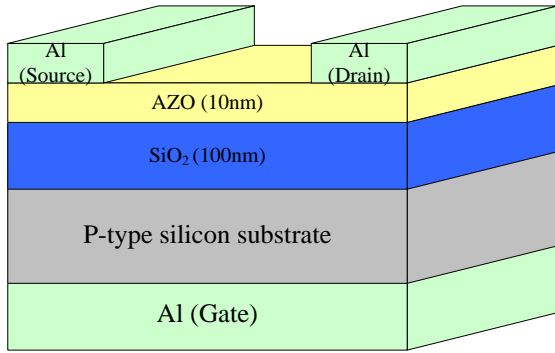 Al
(Source)
Al
(Drain)
AZO (10nm)
SiO₂ (100nm)
P-type silicon substrate
Al (Gate)